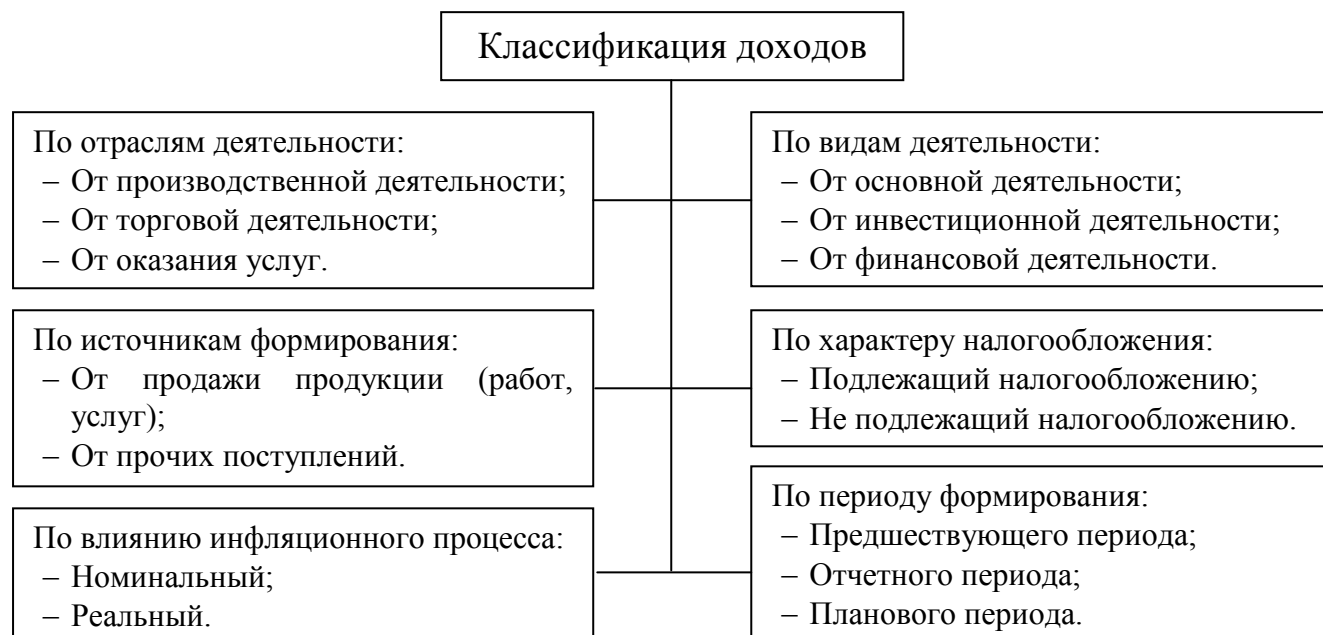 Классификация доходов
По отраслям деятельности:
– От производственной деятельности;
– От торговой деятельности;
– От оказания услуг.
По видам деятельности:
– От основной деятельности;
– От инвестиционной деятельности;
– От финансовой деятельности.
По источникам формирования:
– От продажи продукции (работ,
услуг);
– От прочих поступлений.
По характеру налогообложения:
– Подлежащий налогообложению;
– Не подлежащий налогообложению.
По влиянию инфляционного процесса:
– Номинальный;
– Реальный.
По периоду формирования:
– Предшествующего периода;
– Отчетного периода;
– Планового периода.